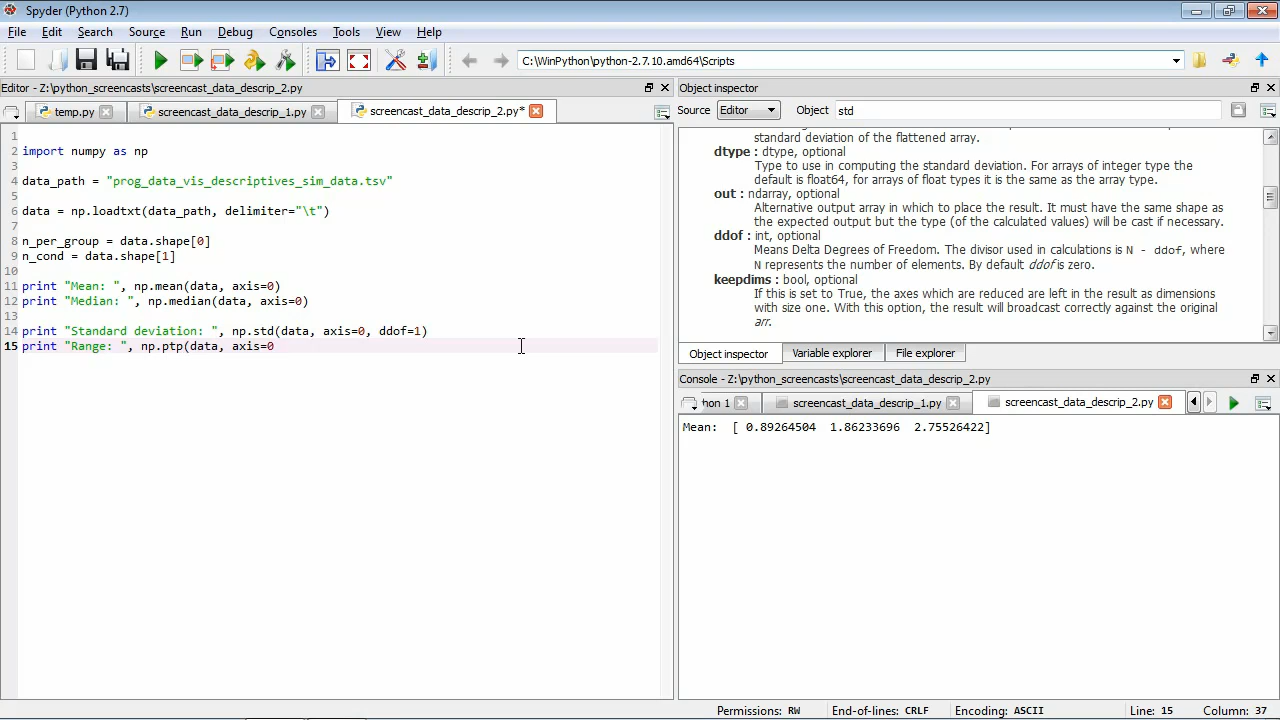 Spyder (Python 2.7)
File Edit Search Source Run Debug Consoles Tools View Help
C:\WinPython\python-2.7.10.amd64\Scripts
Editor - Z:\python_screencasts\screencast_data_descrip_2.py
temp.py screencast_data_descrip_1.py screencast_data_descrip_2.py*
1
2 import numpy as np
3
4 data_path = "prog_data_vis_descriptives_sim_data.tsv"
5
6 data = np.loadtxt(data_path, delimiter="\t")
7
8 n_per_group = data.shape[0]
9 n_cond = data.shape[1]
10
11 print "Mean: ", np.mean(data, axis=0)
12 print "Median: ", np.median(data, axis=0)
13
14 print "Standard deviation: ", np.std(data, axis=0, ddof=1)
15 print "Range: ", np.ptp(data, axis=0
Object inspector
Source Editor Object std
standard deviation of the flattened array.
dtype : dtype, optional
Type to use in computing the standard deviation. For arrays of integer type the
default is float64, for arrays of float types it is the same as the array type.
out : ndarray, optional
Alternative output array in which to place the result. It must have the same shape as
the expected output but the type (of the calculated values) will be cast if necessary.
ddof : int, optional
Means Delta Degrees of Freedom. The divisor used in calculations is N - ddof, where
N represents the number of elements. By default ddof is zero.
keepdims : bool, optional
If this is set to True, the axes which are reduced are left in the result as dimensions
with size one. With this option, the result will broadcast correctly against the original
arr.
Object inspector Variable explorer File explorer
Console - Z:\python_screencasts\screencast_data_descrip_2.py
hon 1 screencast_data_descrip_1.py screencast_data_descrip_2.py
Mean:  [ 0.89264504  1.86233696  2.75526422]
Permissions: RW End-of-lines: CRLF Encoding: ASCII Line: 15 Column: 37